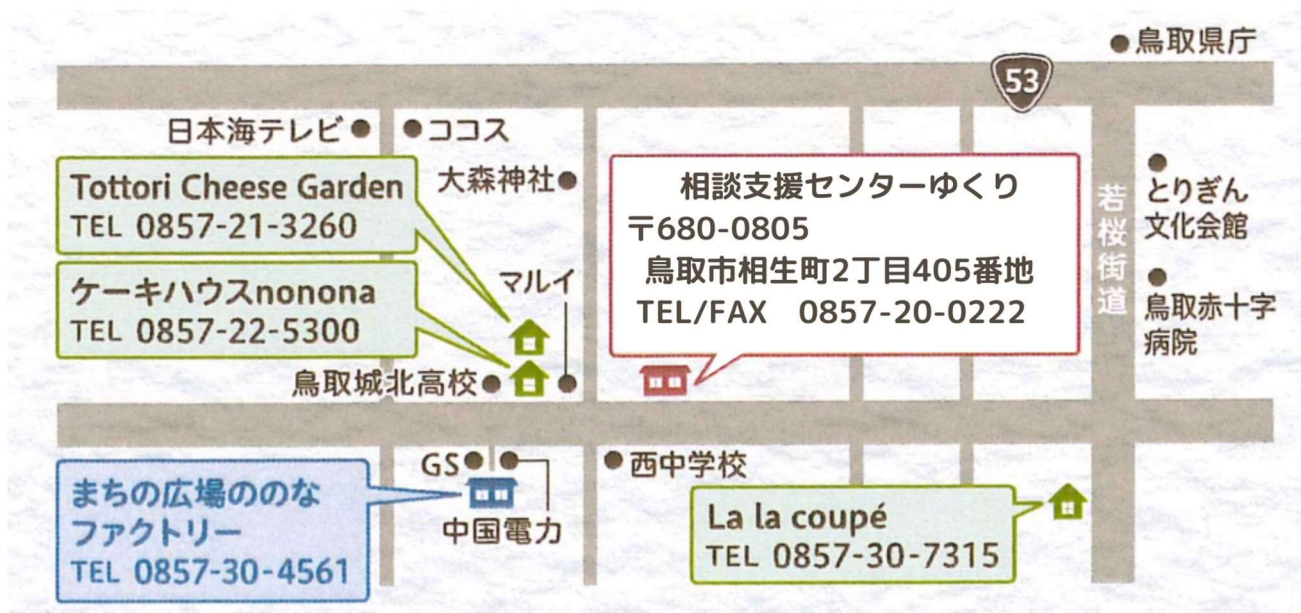 鳥取県庁
53
日本海テレビ
ココス
Tottori Cheese Garden
TEL 0857-21-3260
大森神社
相談支援センターゆくり
〒680-0805
鳥取市相生町2丁目405番地
TEL/FAX 0857-20-0222
若桜街道
とりぎん
文化会館
ケーキハウスnonona
TEL 0857-22-5300
マルイ
鳥取赤十字
病院
鳥取城北高校
GS
西中学校
まちの広場ののな
ファクトリー
TEL 0857-30-4561
中国電力
La la coupé
TEL 0857-30-7315